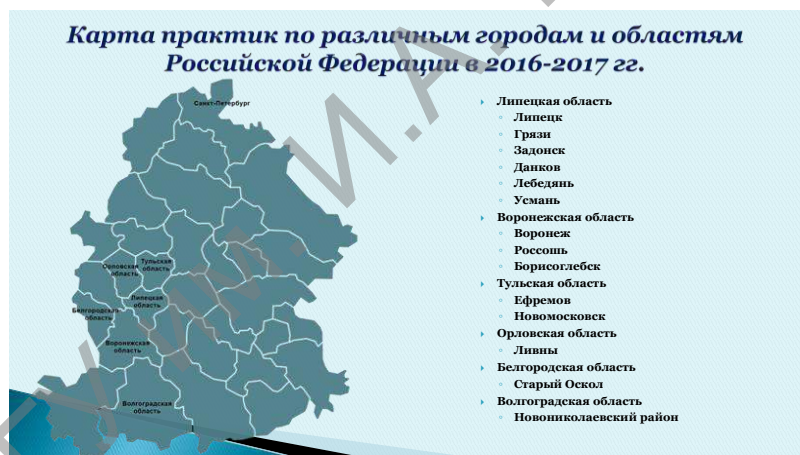 Карта практик по различным городам и областям
Российской Федерации в 2016-2017 гг.
Санкт-Петербург
Орловская
область
Тульская
область
Липецкая
область
Белгородская
область
Воронежская
область
Волгоградская
область
Липецкая область
Липецк
Грязи
Задонск
Данков
Лебедянь
Усмань
Воронежская область
Воронеж
Россошь
Борисоглебск
Тульская область
Ефремов
Новомосковск
Орловская область
Ливны
Белгородская область
Старый Оскол
Волгоградская область
Новониколаевский район
ИМ. И.А.